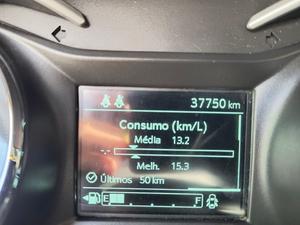 37750 km
Consumo (km/L)
Média 13.2
-.-
Melh. 15.3
Últimos 50 km
E F